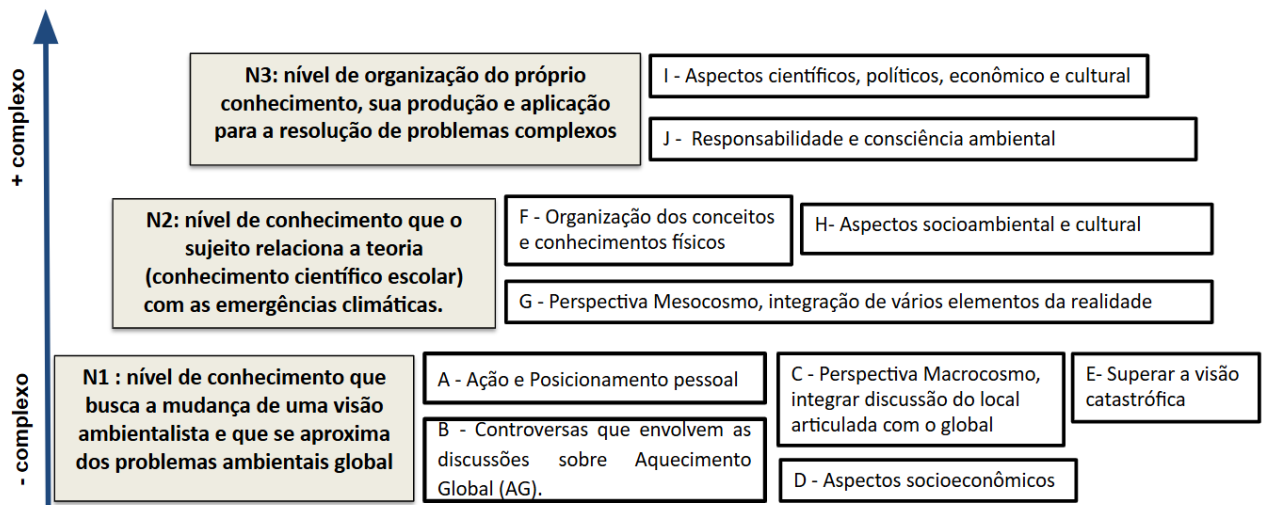 + complexo
N3: nível de organização do próprio
conhecimento, sua produção e aplicação
para a resolução de problemas complexos
I - Aspectos científicos, políticos, econômico e cultural
J - Responsabilidade e consciência ambiental
N2: nível de conhecimento que o
sujeito relaciona a teoria
(conhecimento científico escolar)
com as emergências climáticas.
F - Organização dos conceitos
e conhecimentos físicos
H- Aspectos socioambiental e cultural
G - Perspectiva Mesocosmo, integração de vários elementos da realidade
- complexo
N1 : nível de conhecimento que
busca a mudança de uma visão
ambientalista e que se aproxima
dos problemas ambientais global
A - Ação e Posicionamento pessoal
B - Controversas que envolvem as
discussões sobre Aquecimento
Global (AG).
C - Perspectiva Macrocosmo,
integrar discussão do local
articulada com o global
D - Aspectos socioeconômicos
E- Superar a visão
catastrófica